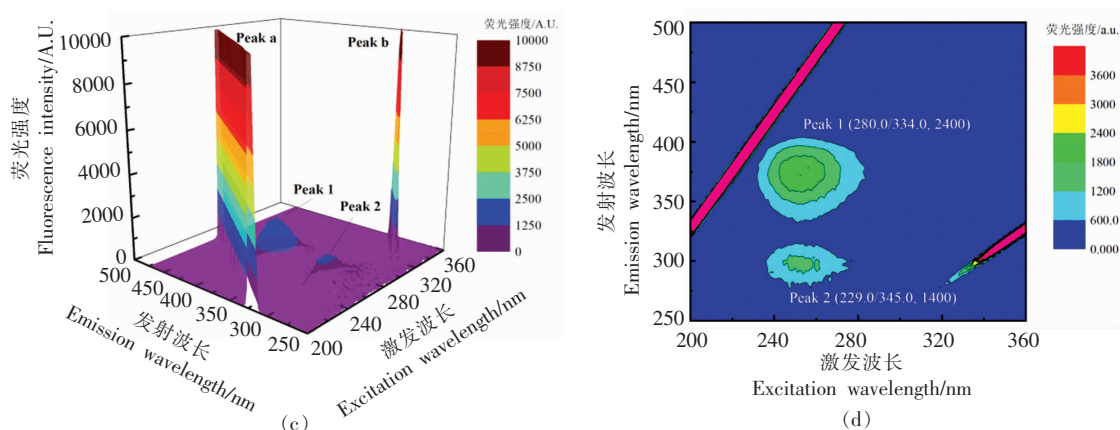 荧光强度/A.U.
10000
8750
7500
6250
5000
3750
2500
1250
0
Peak a
Peak b
Peak 1
Peak 2
荧光强度
Fluorescence intensity/A.U.
10000
8000
6000
4000
2000
0
500
450
400
350
300
250
发射波长
Emission wavelength/nm
200
240
280
320
360
激发波长
Excitation wavelength/nm
(c)
荧光强度/a.u.
3600
3000
2400
1800
1200
600.0
0.000
Peak 1 (280.0/334.0, 2400)
Peak 2 (229.0/345.0, 1400)
发射波长
Emission wavelength/nm
500
450
400
350
300
250
200
240
280
320
360
激发波长
Excitation wavelength/nm
(d)